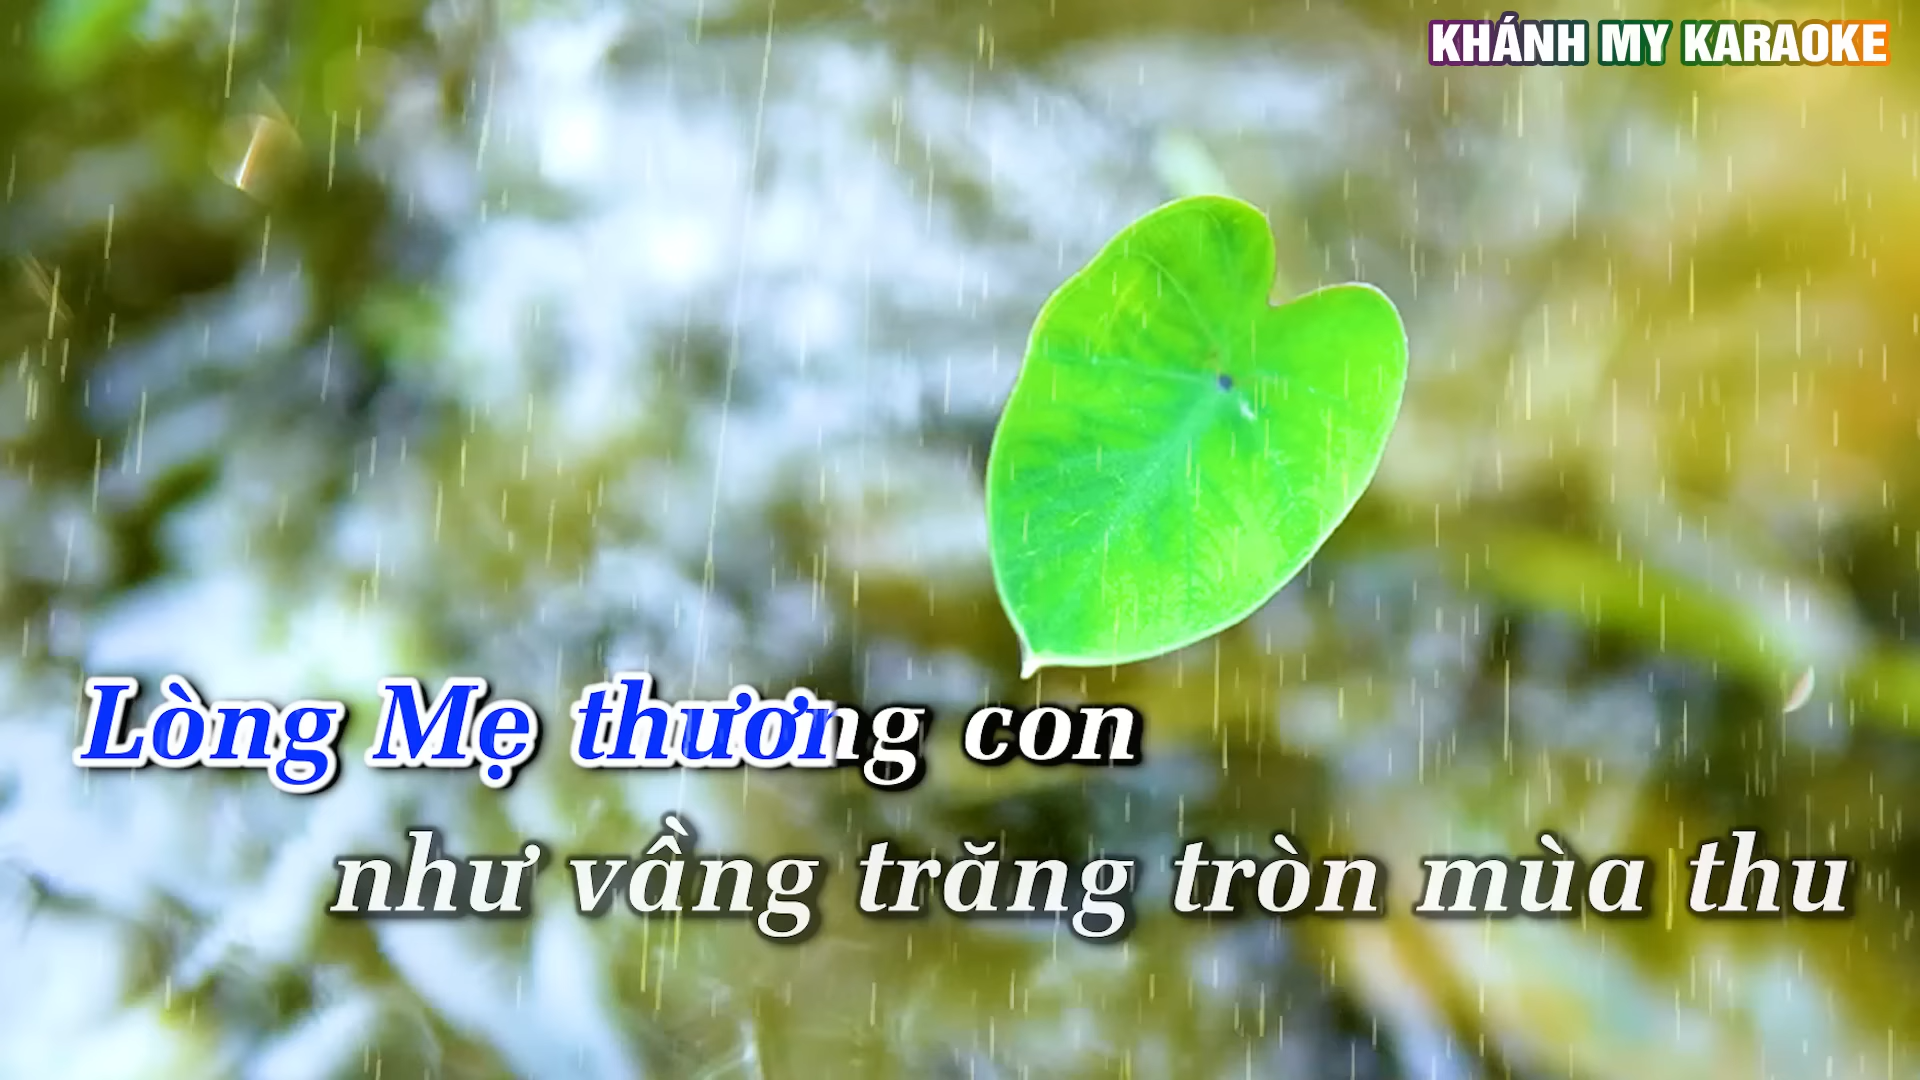 KHÁNH MY KARAOKE
Lòng Mẹ thương con
như vầng trăng tròn mùa thu